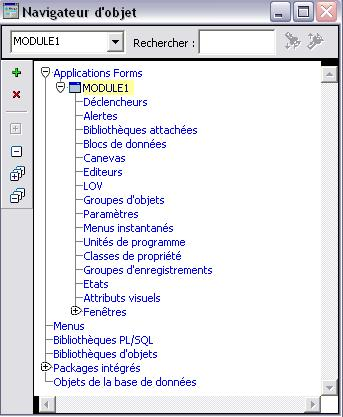 Navigateur d'objet
MODULE1
Rechercher :
Applications Forms
MODULE1
Déclencheurs
Alertes
Bibliothèques attachées
Blocs de données
Canevas
Editeurs
LOV
Groupes d'objets
Paramètres
Menus instantanés
Unités de programme
Classes de propriété
Groupes d'enregistrements
Etats
Attributs visuels
Fenêtres
Menus
Bibliothèques PL/SQL
Bibliothèques d'objets
Packages intégrés
Objets de la base de données